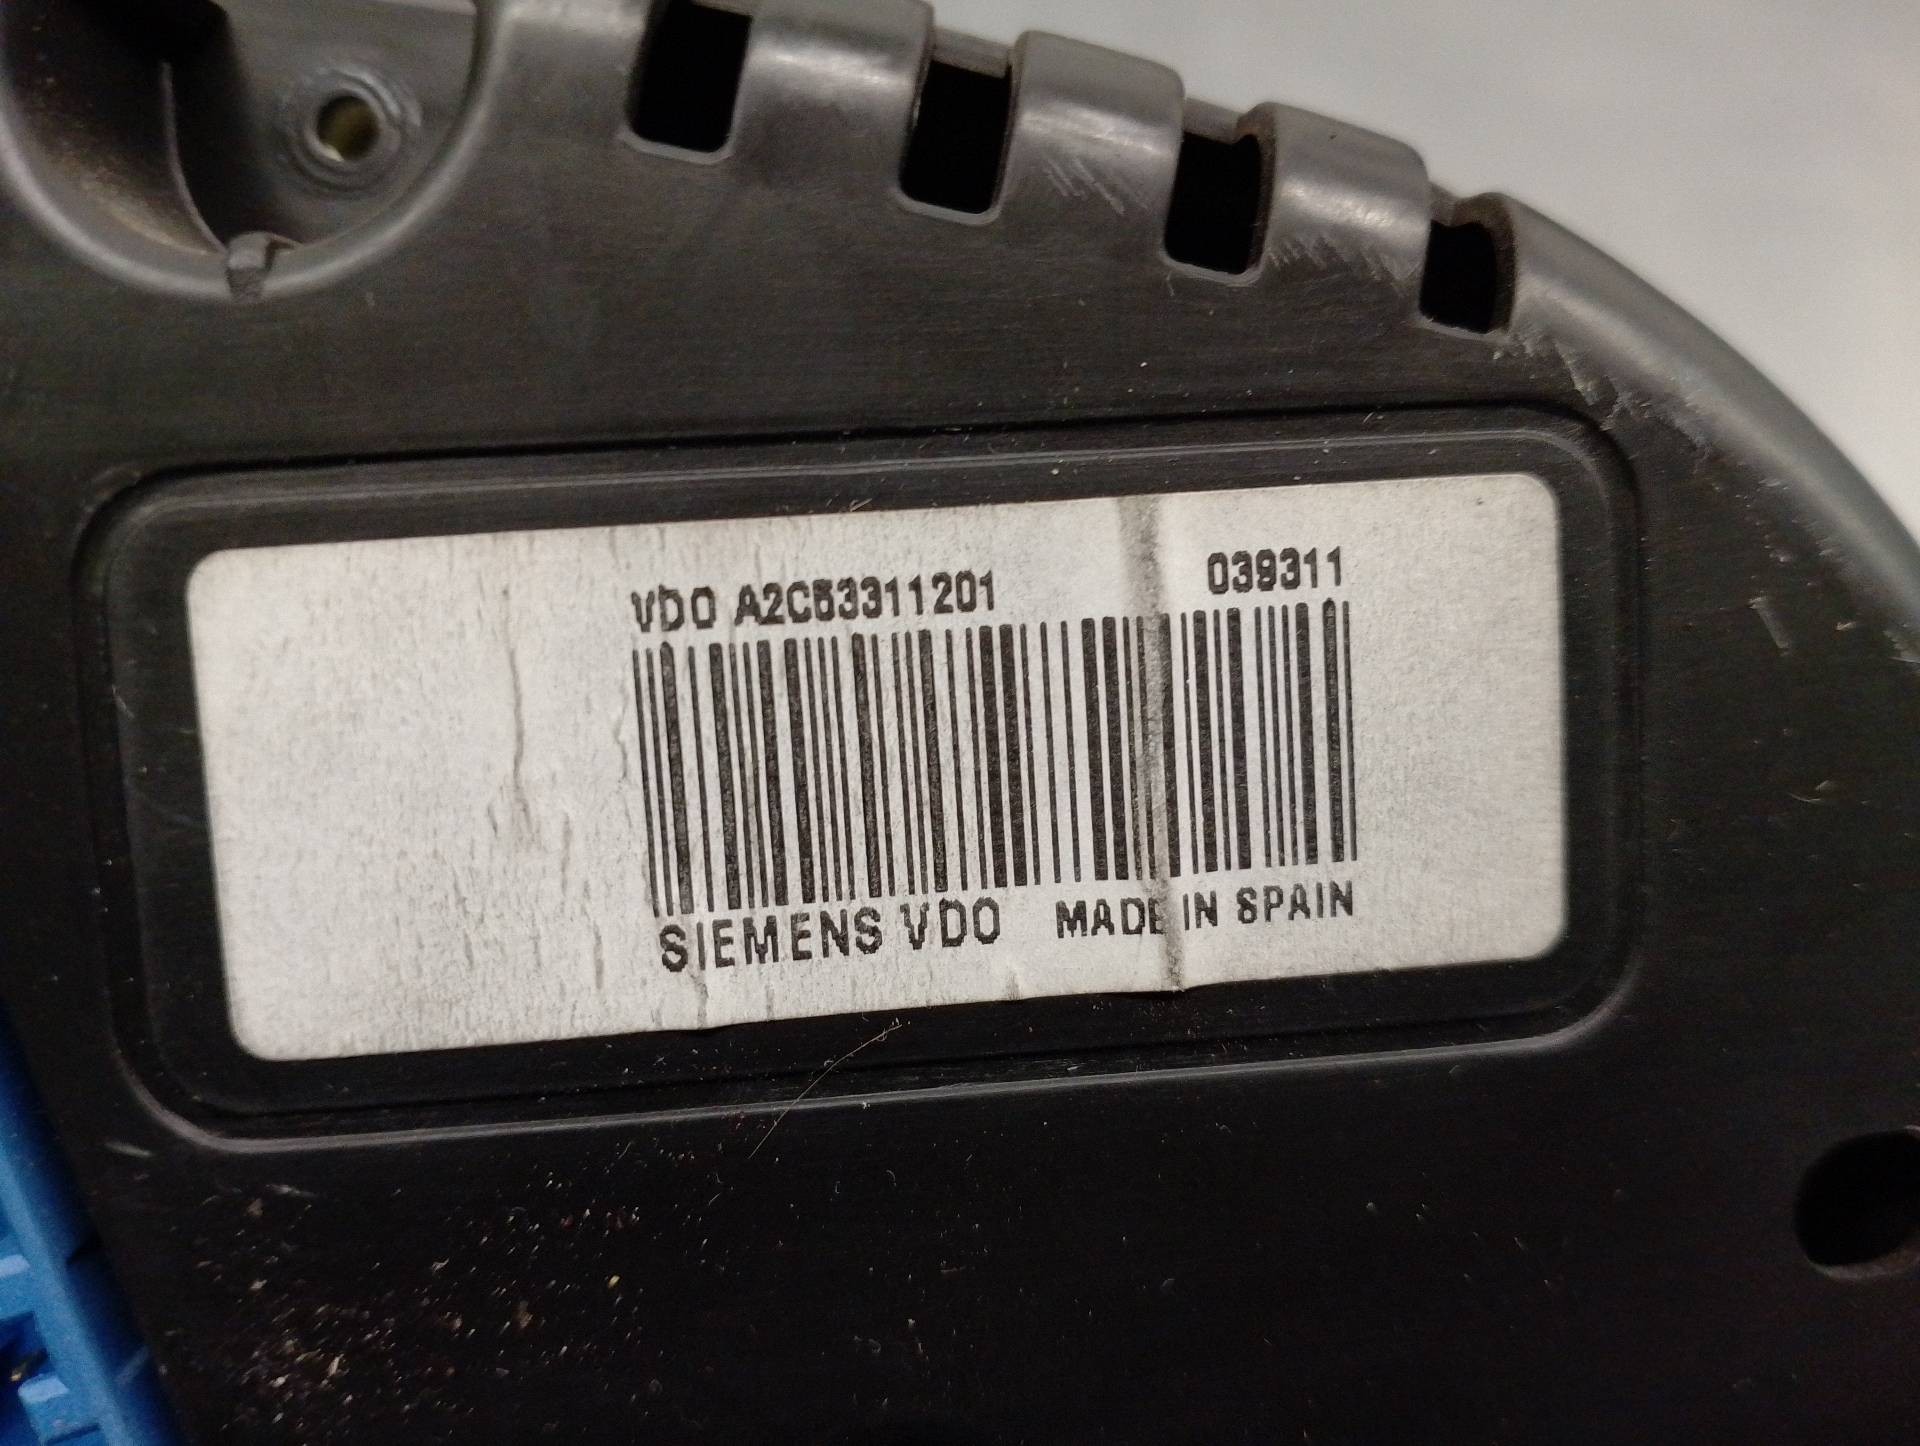 VDO A2C53311201 039311
SIEMENS VDO MADE IN SPAIN